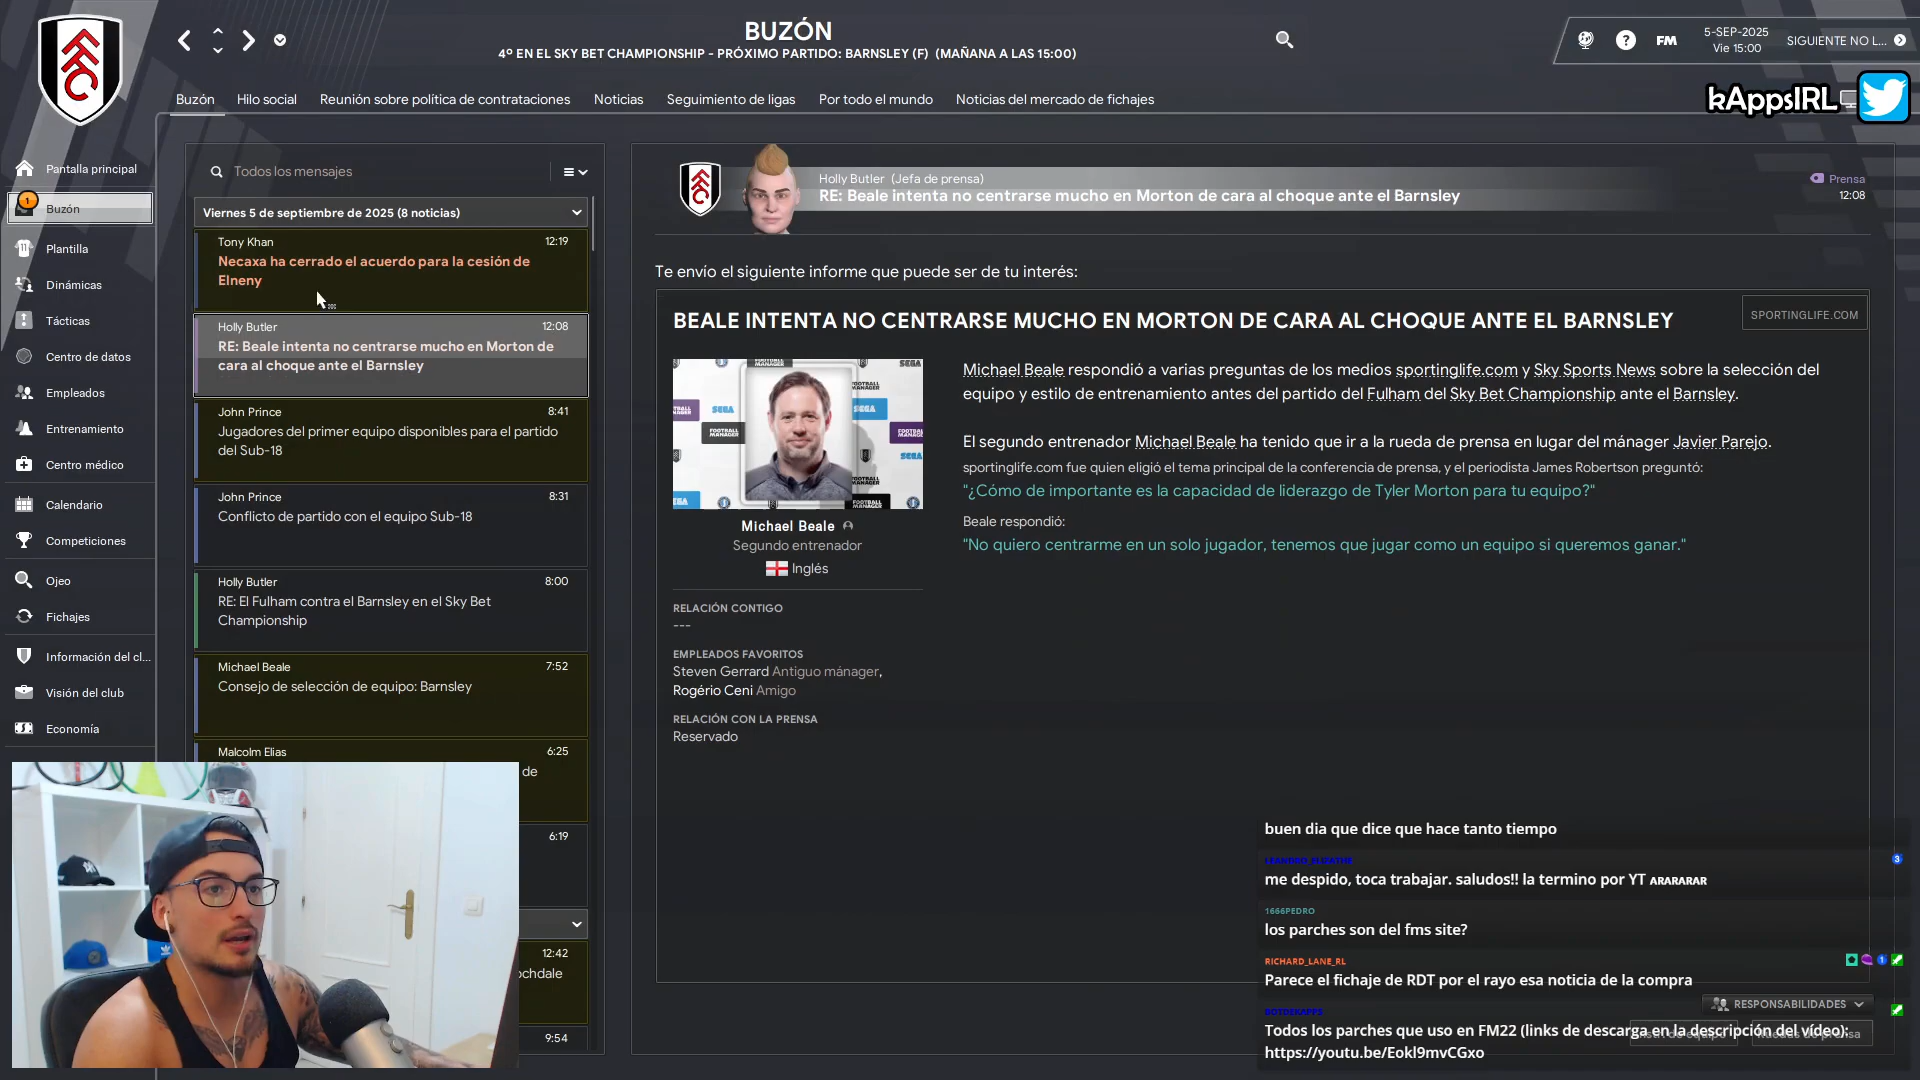 BUZÓN
4º EN EL SKY BET CHAMPIONSHIP - PRÓXIMO PARTIDO: BARNSLEY (F) (MAÑANA A LAS 15:00)
FM
5-SEP-2025
Vie 15:00
SIGUIENTE NO L...
kAppsIRL
Buzón
Hilo social
Reunión sobre política de contrataciones
Noticias
Seguimiento de ligas
Por todo el mundo
Noticias del mercado de fichajes
Pantalla principal
1
Buzón
Plantilla
Dinámicas
Tácticas
Centro de datos
Empleados
Entrenamiento
Centro médico
Calendario
Competiciones
Ojeo
Fichajes
Información del cl...
Visión del club
Economía
Todos los mensajes
Viernes 5 de septiembre de 2025 (8 noticias)
Tony Khan 12:19
Necaxa ha cerrado el acuerdo para la cesión de
Elneny
Holly Butler 12:08
RE: Beale intenta no centrarse mucho en Morton de
cara al choque ante el Barnsley
John Prince 8:41
Jugadores del primer equipo disponibles para el partido
del Sub-18
John Prince 8:31
Conflicto de partido con el equipo Sub-18
Holly Butler 8:00
RE: El Fulham contra el Barnsley en el Sky Bet
Championship
Michael Beale 7:52
Consejo de selección de equipo: Barnsley
Malcolm Elias 6:25
de
6:19
12:42
ochdale
9:54
Holly Butler (Jefa de prensa)
RE: Beale intenta no centrarse mucho en Morton de cara al choque ante el Barnsley
Prensa
12:08
Te envío el siguiente informe que puede ser de tu interés:
BEALE INTENTA NO CENTRARSE MUCHO EN MORTON DE CARA AL CHOQUE ANTE EL BARNSLEY
SPORTINGLIFE.COM
Michael Beale
Segundo entrenador
Inglés
RELACIÓN CONTIGO
---
EMPLEADOS FAVORITOS
Steven Gerrard Antiguo mánager,
Rogério Ceni Amigo
RELACIÓN CON LA PRENSA
Reservado
Michael Beale respondió a varias preguntas de los medios sportinglife.com y Sky Sports News sobre la selección del
equipo y estilo de entrenamiento antes del partido del Fulham del Sky Bet Championship ante el Barnsley.
El segundo entrenador Michael Beale ha tenido que ir a la rueda de prensa en lugar del mánager Javier Parejo.
sportinglife.com fue quien eligió el tema principal de la conferencia de prensa, y el periodista James Robertson preguntó:
"¿Cómo de importante es la capacidad de liderazgo de Tyler Morton para tu equipo?"
Beale respondió:
"No quiero centrarme en un solo jugador, tenemos que jugar como un equipo si queremos ganar."
buen dia que dice que hace tanto tiempo
me despido, toca trabajar. saludos!! la termino por YT ARARARAR
1666PEDRO
los parches son del fms site?
RICHARD_LANE_RL
Parece el fichaje de RDT por el rayo esa noticia de la compra
RESPONSABILIDADES
BOTDEKAPPS
Todos los parches que uso en FM22 (links de descarga en la descripción del vídeo):
https://youtu.be/Eokl9mvCGxo